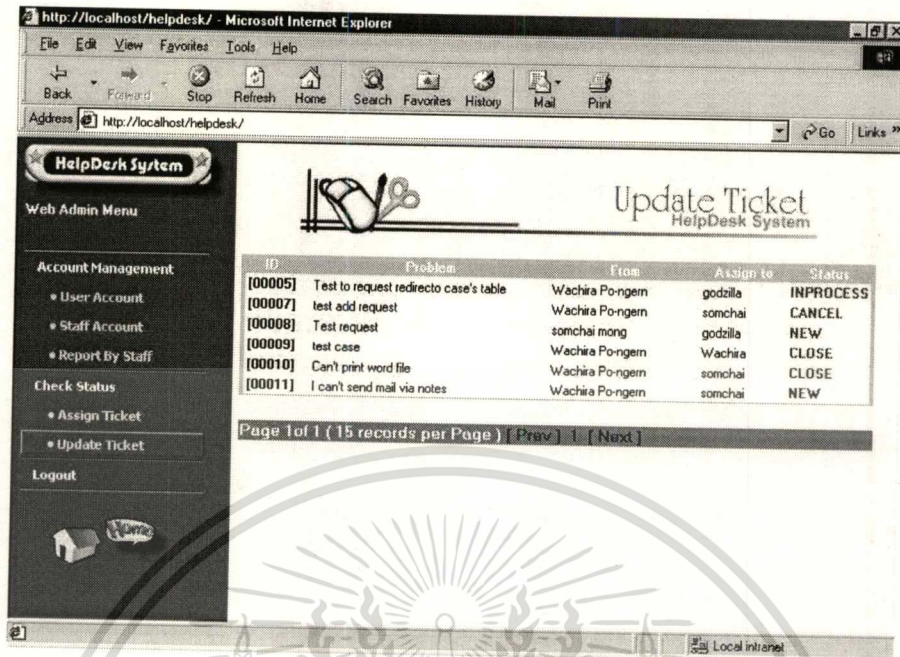 http://localhost/helpdesk/ - Microsoft Internet Explorer
File Edit View Favorites Tools Help
Back Forward Stop Refresh Home Search Favorites History Mail Print
Address http://localhost/helpdesk/ Go Links »
HelpDesk System
Web Admin Menu
Account Management
User Account
Staff Account
Report By Staff
Check Status
Assign Ticket
Update Ticket
Logout
Home
Update Ticket
HelpDesk System
ID Problem From Assign to Status
[00005] Test to request redirecto case's table Wachira Po-ngern godzilla INPROCESS
[00007] test add request Wachira Po-ngern somchai CANCEL
[00008] Test request somchai mong godzilla NEW
[00009] test case Wachira Po-ngern Wachira CLOSE
[00010] Can't print word file Wachira Po-ngern somchai CLOSE
[00011] I can't send mail via notes Wachira Po-ngern somchai NEW
Page 1of 1 ( 15 records per Page ) [ Prev ] 1 [ Next ]
Local intranet